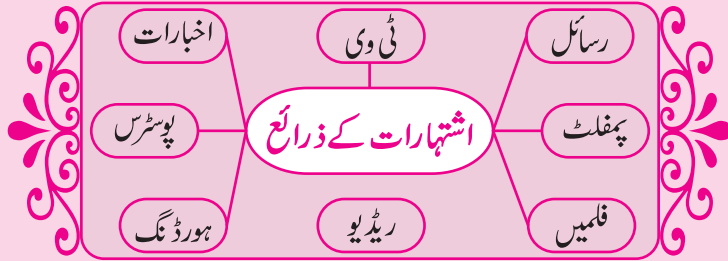 رسائل
ٹی وی
اخبارات
پمفلٹ
اشتہارات کے ذرائع
پوسٹرس
فلمیں
ریڈیو
ہورڈنگ